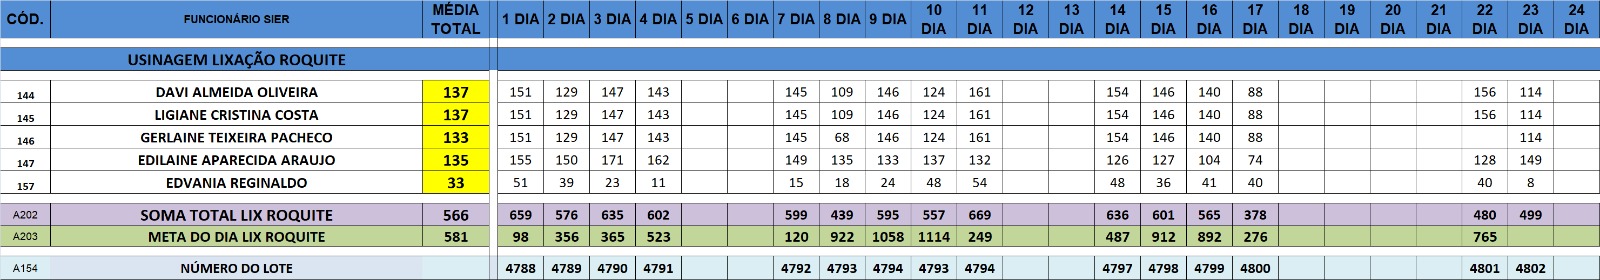 CÓD. FUNCIONÁRIO SIER MÉDIA TOTAL 1 DIA 2 DIA 3 DIA 4 DIA 5 DIA 6 DIA 7 DIA 8 DIA 9 DIA 10 DIA 11 DIA 12 DIA 13 DIA 14 DIA 15 DIA 16 DIA 17 DIA 18 DIA 19 DIA 20 DIA 21 DIA 22 DIA 23 DIA 24 DIA
USINAGEM LIXAÇÃO ROQUITE
144 DAVI ALMEIDA OLIVEIRA 137 151 129 147 143 145 109 146 124 161 154 146 140 88 156 114
145 LIGIANE CRISTINA COSTA 137 151 129 147 143 145 109 146 124 161 154 146 140 88 156 114
146 GERLAINE TEIXEIRA PACHECO 133 151 129 147 143 145 68 146 124 161 154 146 140 88 114
147 EDILAINE APARECIDA ARAUJO 135 155 150 171 162 149 135 133 137 132 126 127 104 74 128 149
157 EDVANIA REGINALDO 33 51 39 23 11 15 18 24 48 54 48 36 41 40 40 8
A202 SOMA TOTAL LIX ROQUITE 566 659 576 635 602 599 439 595 557 669 636 601 565 378 480 499
A203 META DO DIA LIX ROQUITE 581 98 356 365 523 120 922 1058 1114 249 487 912 892 276 765
A154 NÚMERO DO LOTE 4788 4789 4790 4791 4792 4793 4794 4793 4794 4797 4798 4799 4800 4801 4802